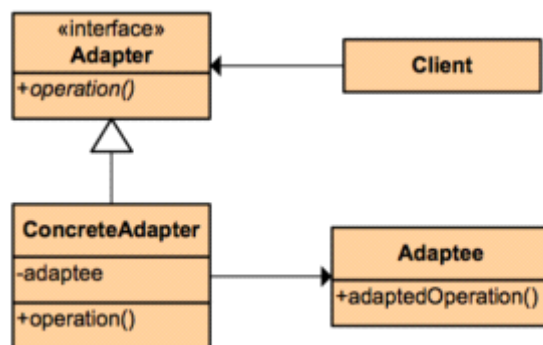 «interface»
Adapter
+operation()
Client
ConcreteAdapter
-adaptee
+operation()
Adaptee
+adaptedOperation()